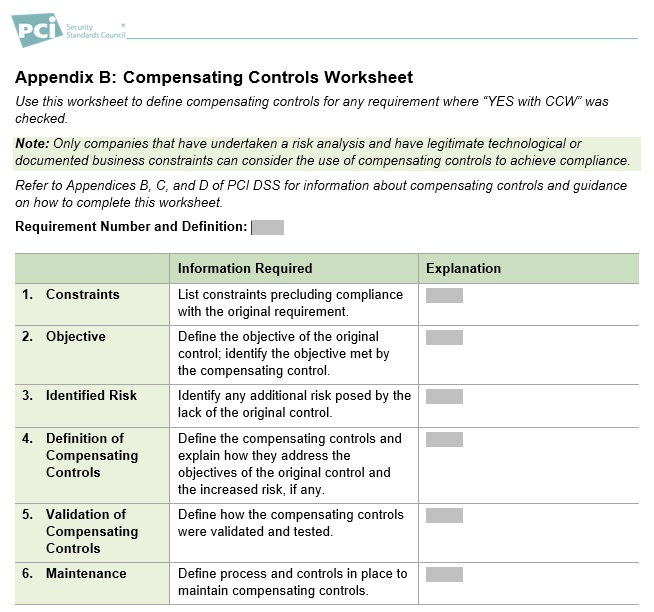 PCi Security
Standards Council
®
Appendix B: Compensating Controls Worksheet
Use this worksheet to define compensating controls for any requirement where “YES with CCW” was
checked.
Note: Only companies that have undertaken a risk analysis and have legitimate technological or
documented business constraints can consider the use of compensating controls to achieve compliance.
Refer to Appendices B, C, and D of PCI DSS for information about compensating controls and guidance
on how to complete this worksheet.
Requirement Number and Definition:
Information Required
Explanation
1. Constraints
List constraints precluding compliance
with the original requirement.
2. Objective
Define the objective of the original
control; identify the objective met by
the compensating control.
3. Identified Risk
Identify any additional risk posed by the
lack of the original control.
4. Definition of
Compensating
Controls
Define the compensating controls and
explain how they address the
objectives of the original control and
the increased risk, if any.
5. Validation of
Compensating
Controls
Define how the compensating controls
were validated and tested.
6. Maintenance
Define process and controls in place to
maintain compensating controls.